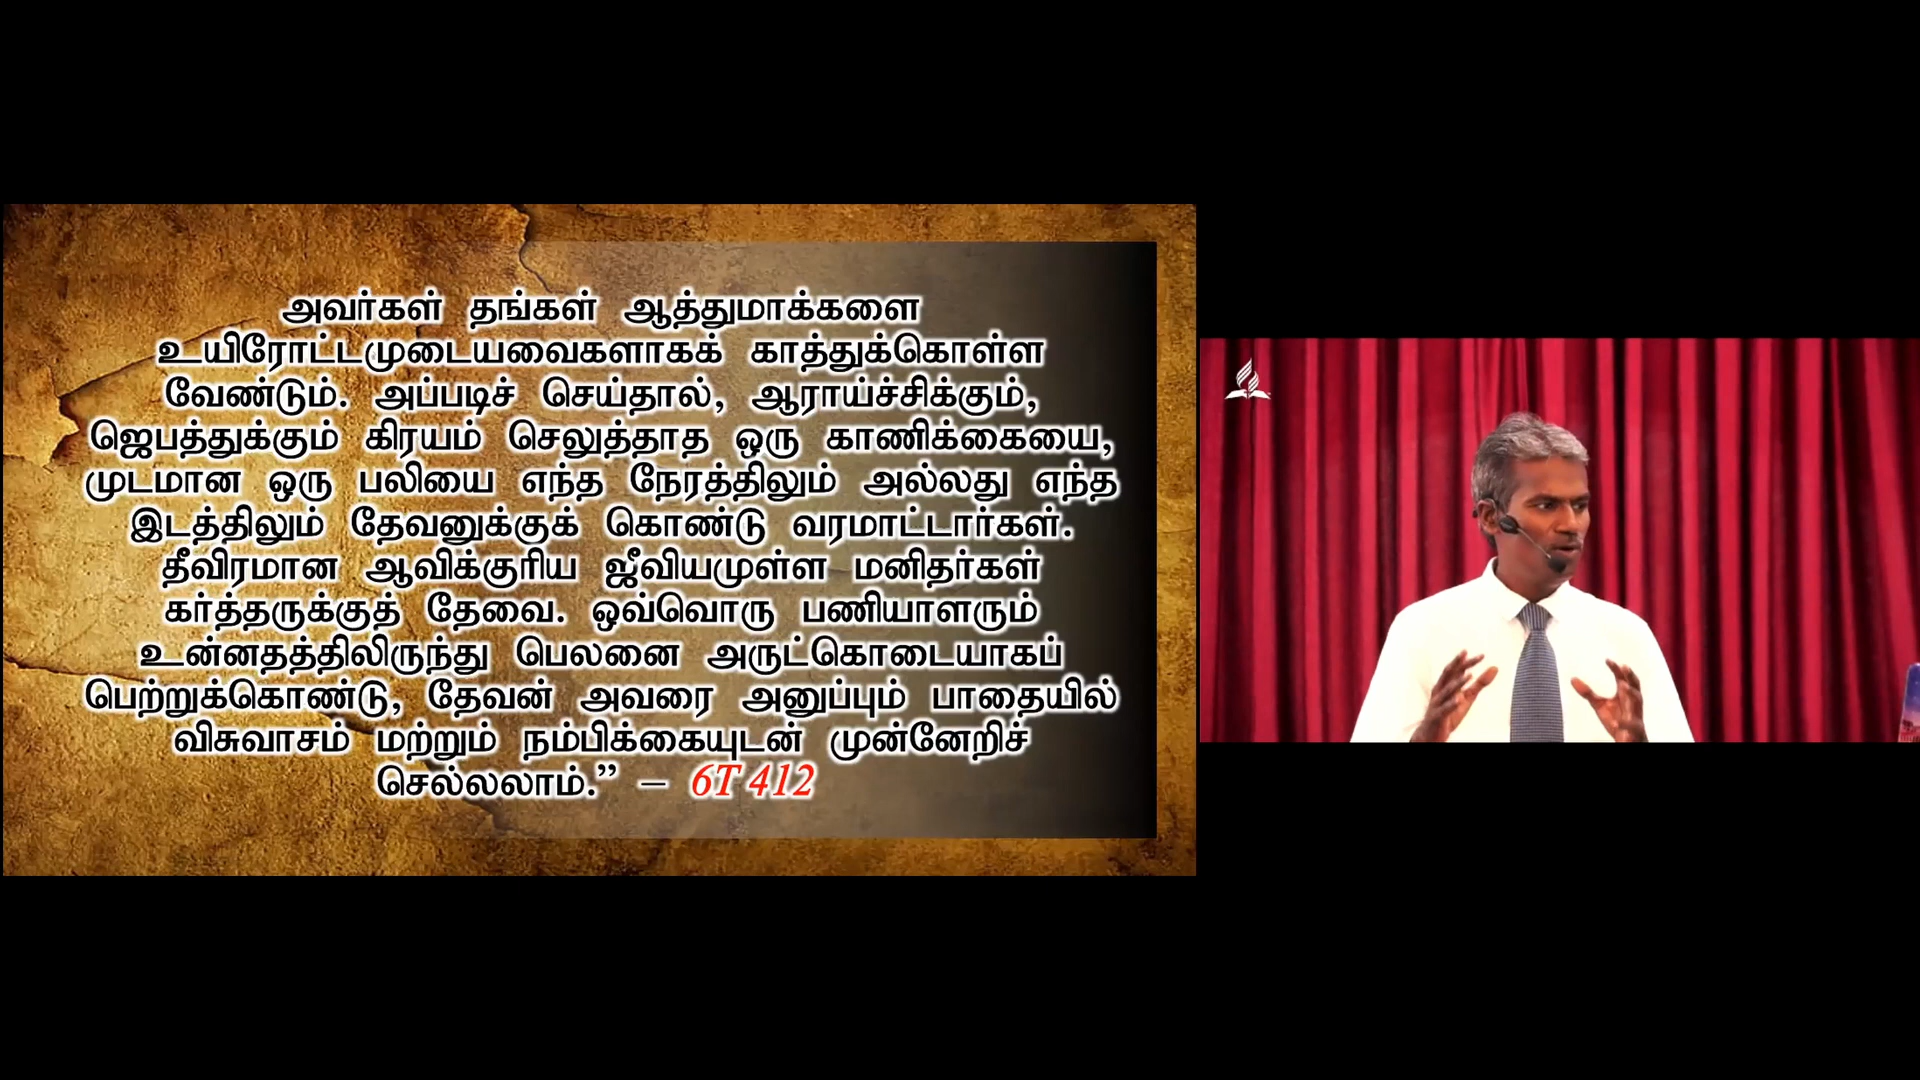 அவர்கள் தங்கள் ஆத்துமாக்களை
உயிரோட்டமுடையவைகளாகக் காத்துக்கொள்ள
வேண்டும். அப்படிச் செய்தால், ஆராய்ச்சிக்கும்,
ஜெபத்துக்கும் கிரயம் செலுத்தாத ஒரு காணிக்கையை,
முடமான ஒரு பலியை எந்த நேரத்திலும் அல்லது எந்த
இடத்திலும் தேவனுக்குக் கொண்டு வரமாட்டார்கள்.
தீவிரமான ஆவிக்குரிய ஜீவியமுள்ள மனிதர்கள்
கர்த்தருக்குத் தேவை. ஒவ்வொரு பணியாளரும்
உன்னதத்திலிருந்து பெலனை அருட்கொடையாகப்
பெற்றுக்கொண்டு, தேவன் அவரை அனுப்பும் பாதையில்
விசுவாசம் மற்றும் நம்பிக்கையுடன் முன்னேறிச்
செல்லலாம்.” – 6T 412